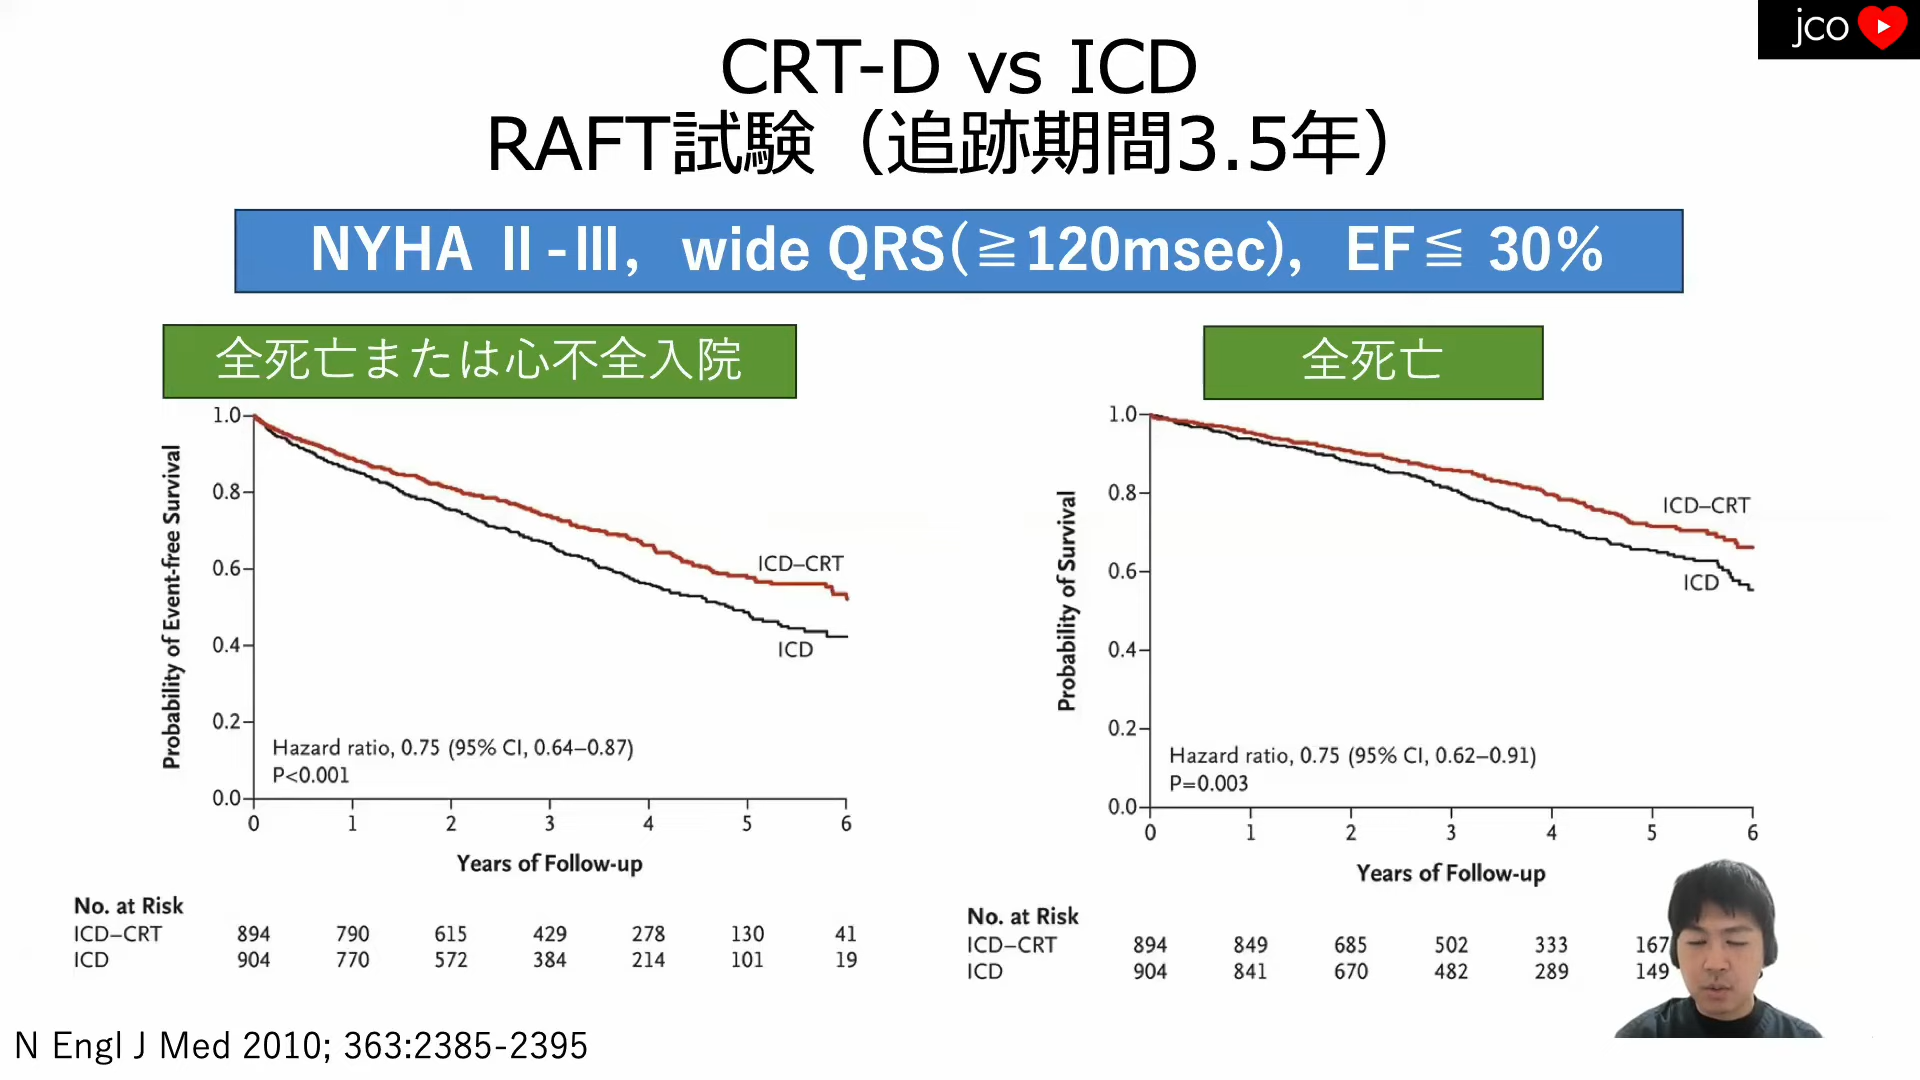 jco
CRT-D vs ICD
RAFT試験（追跡期間3.5年）
NYHA Ⅱ-Ⅲ，wide QRS(≧120msec)，EF≦ 30%
全死亡または心不全入院
Probability of Event-free Survival
1.0
0.8
0.6
0.4
0.2
0.0
ICD–CRT
ICD
Hazard ratio, 0.75 (95% CI, 0.64–0.87)
P<0.001
0 1 2 3 4 5 6
Years of Follow-up
No. at Risk
ICD–CRT 894 790 615 429 278 130 41
ICD 904 770 572 384 214 101 19
全死亡
Probability of Survival
1.0
0.8
0.6
0.4
0.2
0.0
ICD–CRT
ICD
Hazard ratio, 0.75 (95% CI, 0.62–0.91)
P=0.003
0 1 2 3 4 5 6
Years of Follow-up
No. at Risk
ICD–CRT 894 849 685 502 333 167
ICD 904 841 670 482 289 149
N Engl J Med 2010; 363:2385-2395